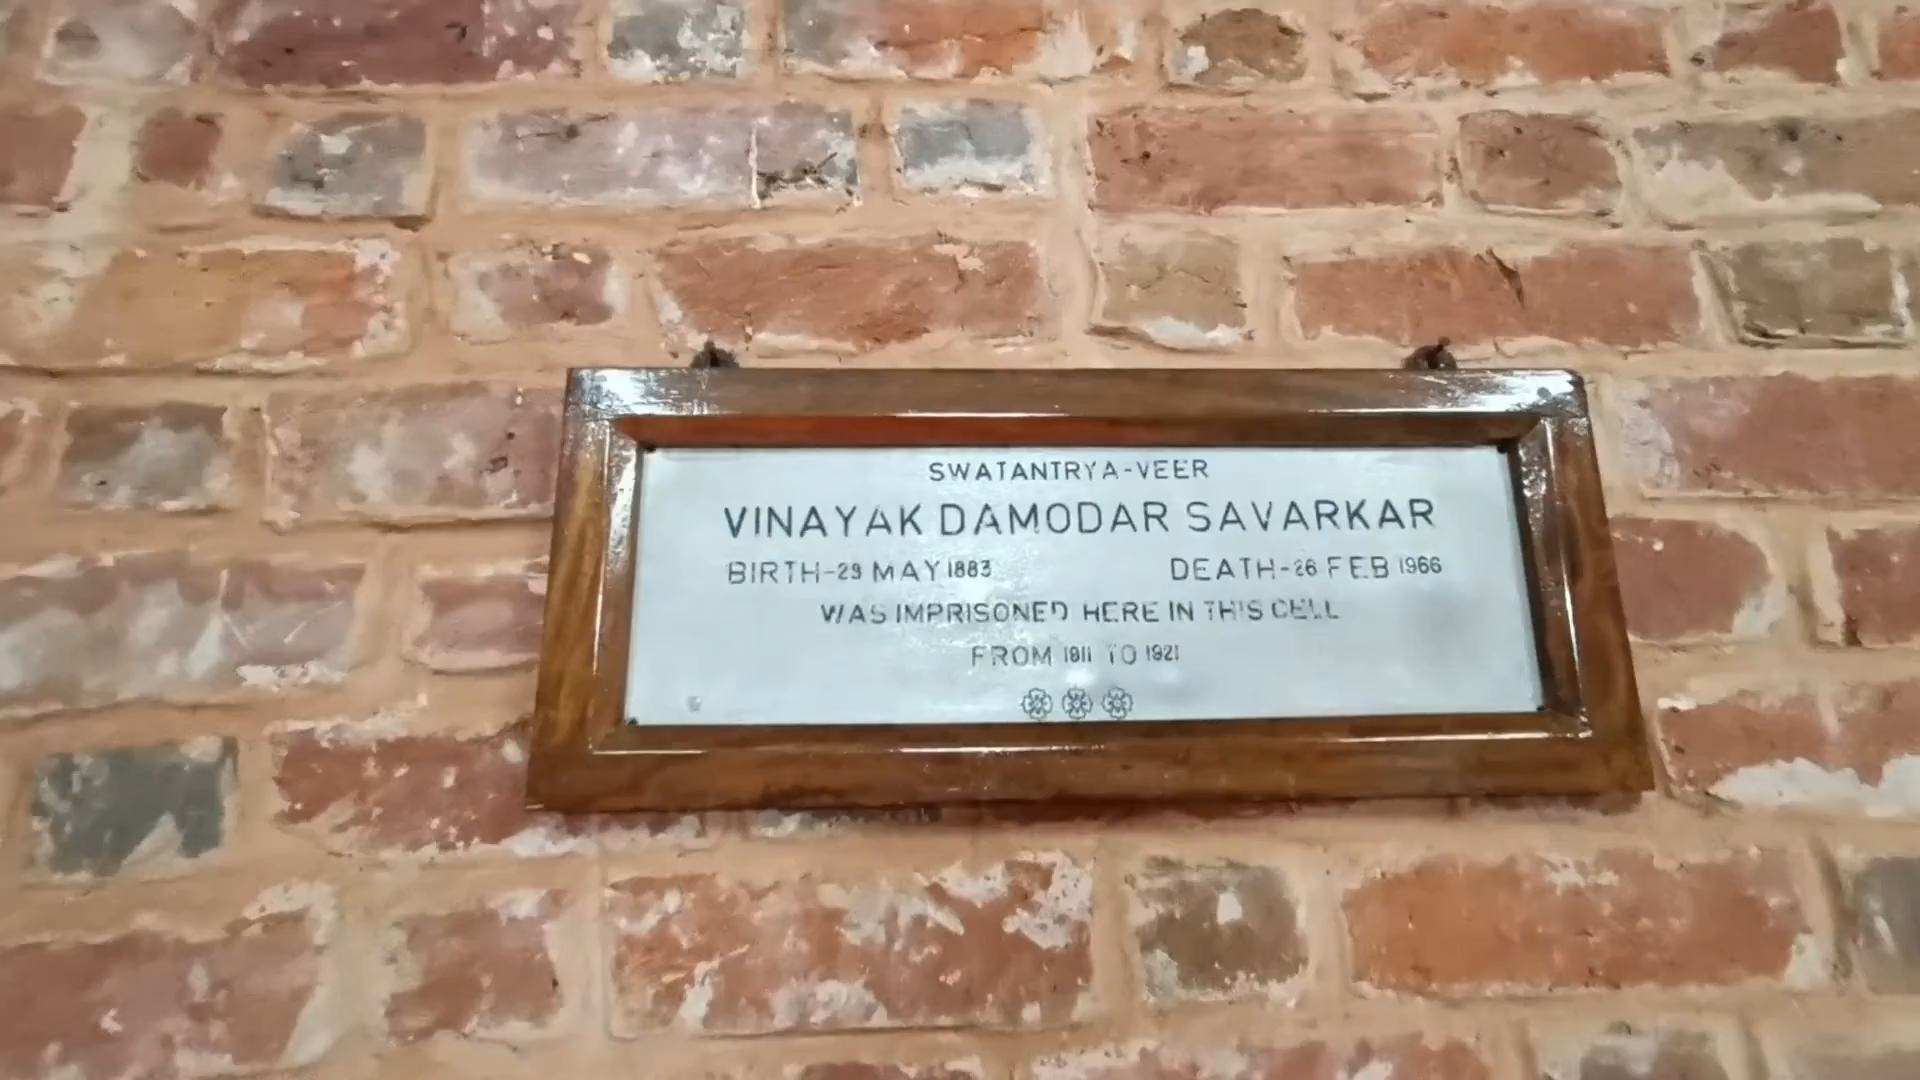 SWATANTRYA-VEER
VINAYAK DAMODAR SAVARKAR
BIRTH-29 MAY 1883 DEATH-26 FEB 1966
WAS IMPRISONED HERE IN THIS CELL
FROM 1911 TO 1921